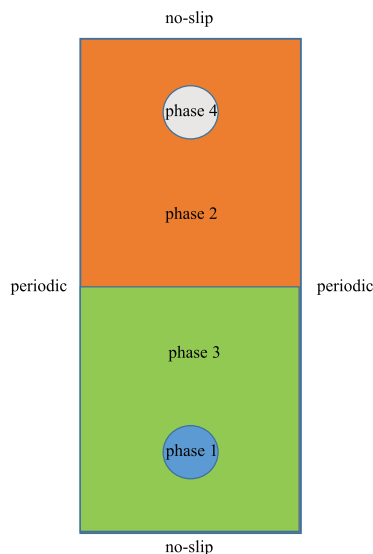 no-slip
phase 4
phase 2
periodic periodic
phase 3
phase 1
no-slip